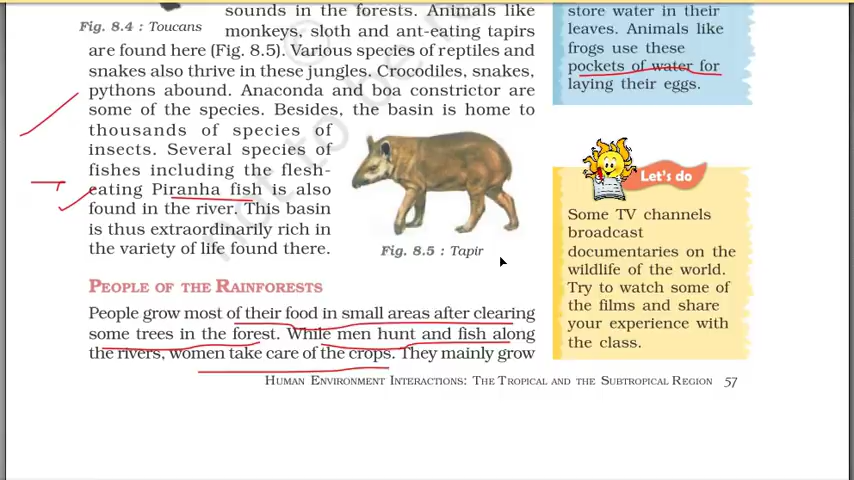 sounds in the forests. Animals like
Fig. 8.4 : Toucans
monkeys, sloth and ant-eating tapirs
are found here (Fig. 8.5). Various species of reptiles and
snakes also thrive in these jungles. Crocodiles, snakes,
pythons abound. Anaconda and boa constrictor are
some of the species. Besides, the basin is home to
thousands of species of
insects. Several species of
fishes including the flesh-
eating Piranha fish is also
found in the river. This basin
is thus extraordinarily rich in
the variety of life found there.
Fig. 8.5 : Tapir
PEOPLE OF THE RAINFORESTS
People grow most of their food in small areas after clearing
some trees in the forest. While men hunt and fish along
the rivers, women take care of the crops. They mainly grow
HUMAN ENVIRONMENT INTERACTIONS: THE TROPICAL AND THE SUBTROPICAL REGION 57
store water in their
leaves. Animals like
frogs use these
pockets of water for
laying their eggs.
Let's do
Some TV channels
broadcast
documentaries on the
wildlife of the world.
Try to watch some of
the films and share
your experience with
the class.
not to be re